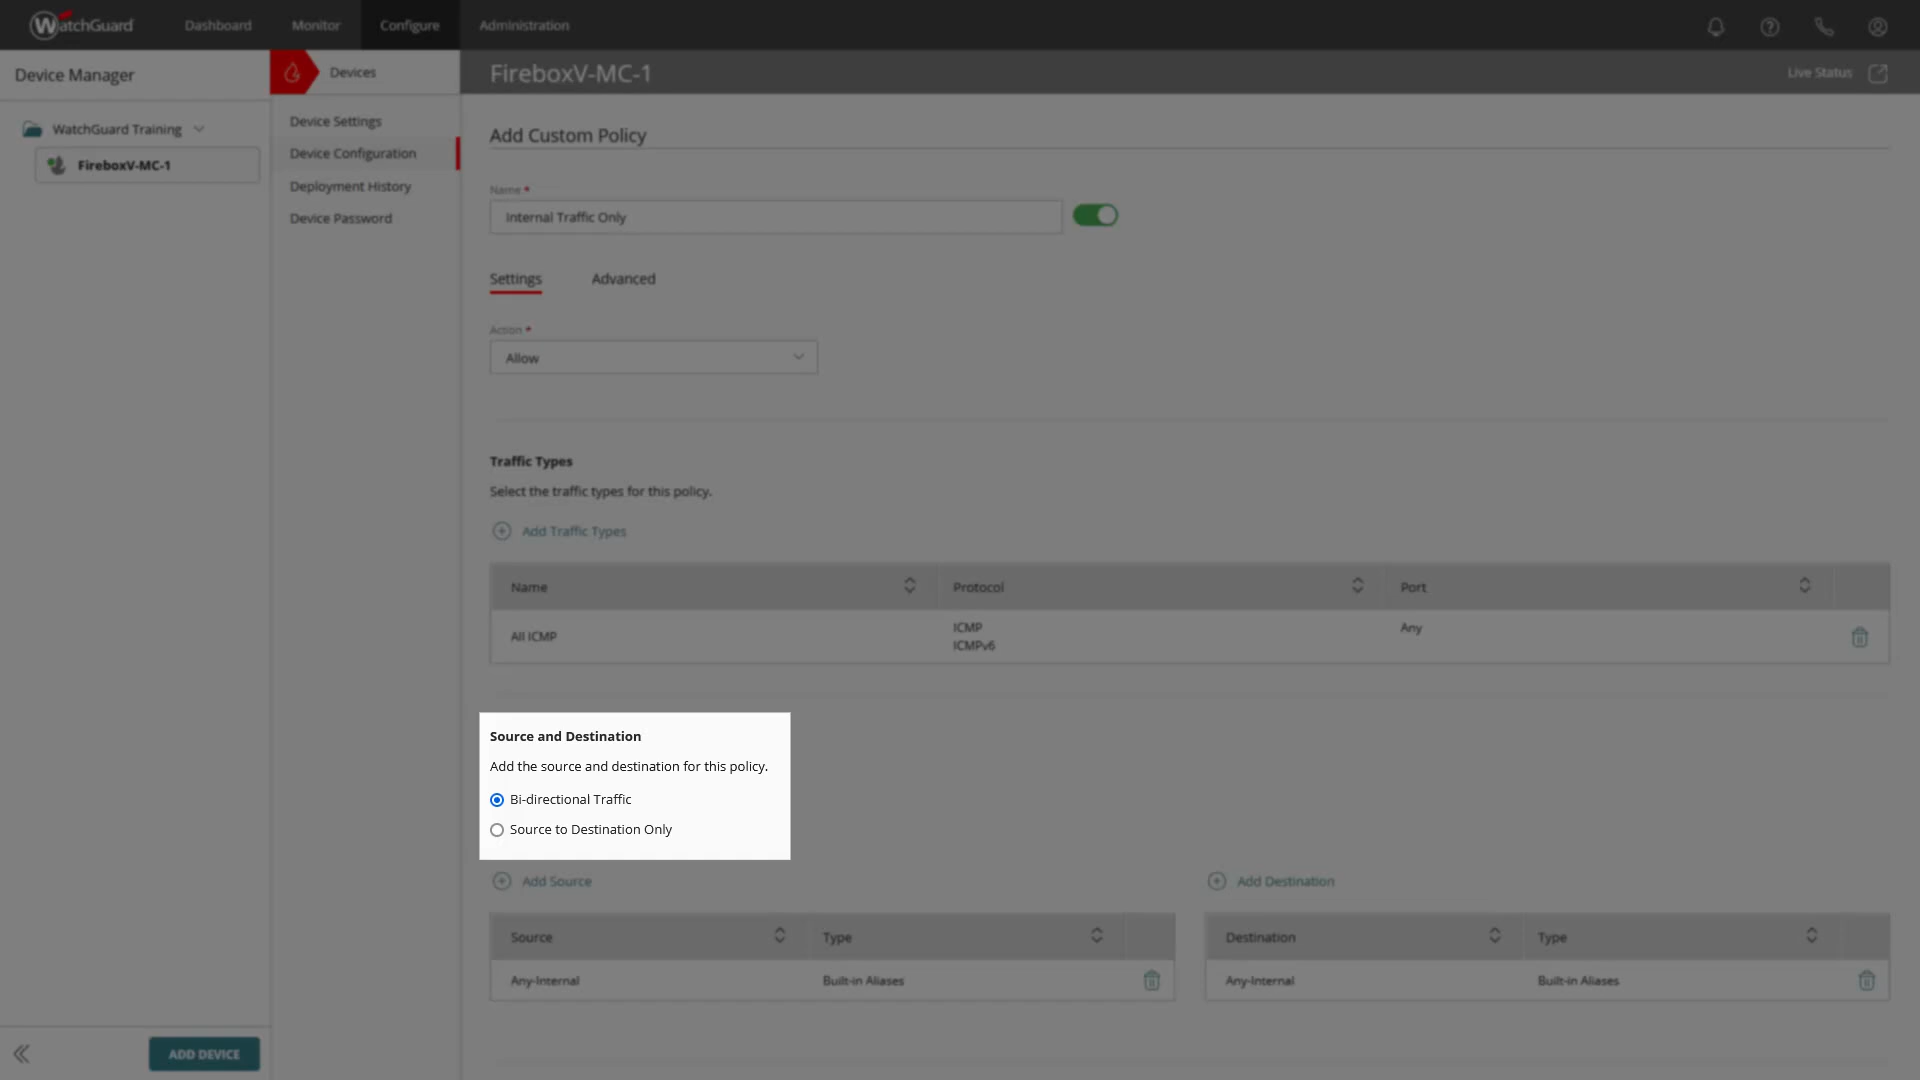 WatchGuard
Dashboard
Monitor
Configure
Administration
Device Manager
Devices
FireboxV-MC-1
Live Status
WatchGuard Training
FireboxV-MC-1
Device Settings
Device Configuration
Deployment History
Device Password
Add Custom Policy
Name *
Internal Traffic Only
Settings
Advanced
Action *
Allow
Traffic Types
Select the traffic types for this policy.
Add Traffic Types
Name
Protocol
Port
All ICMP
ICMP
ICMPv6
Any
Source and Destination
Add the source and destination for this policy.
Bi-directional Traffic
Source to Destination Only
Add Source
Add Destination
Source
Type
Destination
Type
Any-Internal
Built-in Aliases
Any-Internal
Built-in Aliases
ADD DEVICE